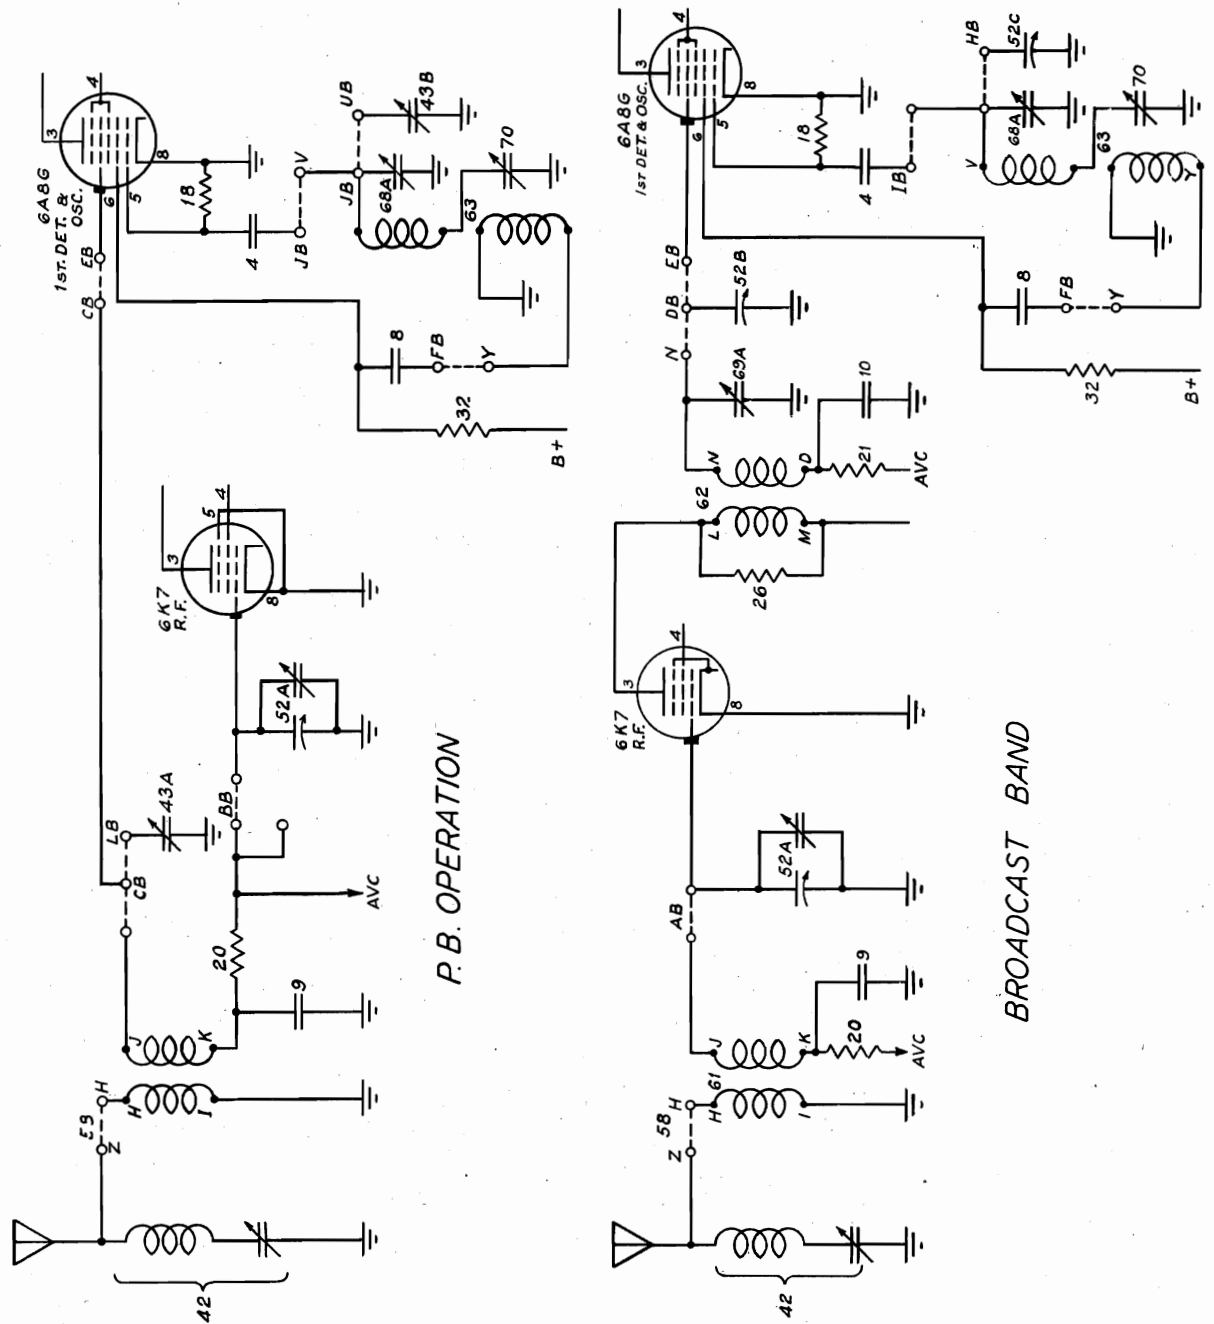 P.B. OPERATION
42
Z
59
H
H
I
J
K
9
20
AVC
CB
LB
43A
BB
52A
6K7
R.F.
8
3
5
4
CB
EB
6A8G
1ST. DET. &
OSC.
3
4
6
5
8
18
4
JB
V
JB
UB
68A
43B
63
70
8
FB
Y
32
B+
BROADCAST BAND
42
Z
58
H
H
61
I
J
K
9
20
AVC
AB
52A
6K7
R.F.
3
4
8
26
L
62
M
N
D
21
AVC
10
69A
N
DB
EB
52B
6A8G
1ST DET. & OSC.
3
4
6
5
8
18
4
IB
V
68A
HB
52C
63
70
Y
8
FB
Y
32
B+